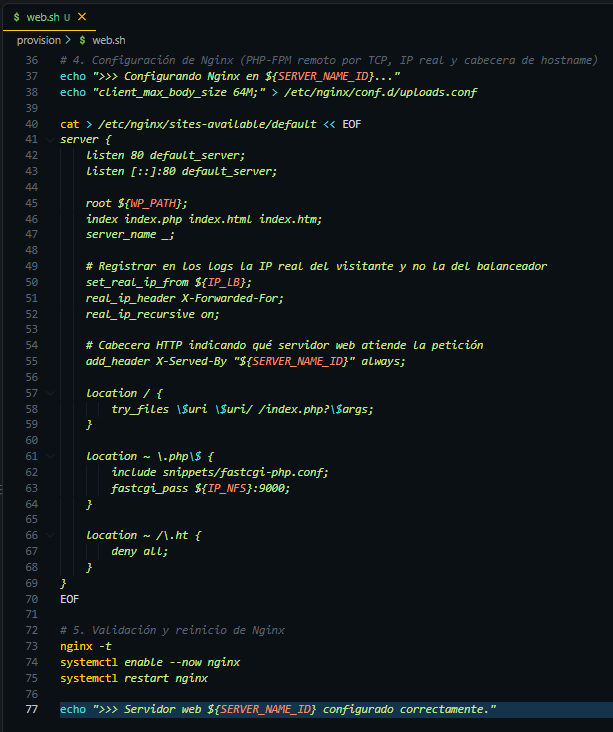 $ web.sh U ×
provision > $ web.sh
36 # 4. Configuración de Nginx (PHP-FPM remoto por TCP, IP real y cabecera de hostname)
37 echo ">>> Configurando Nginx en ${SERVER_NAME_ID}..."
38 echo "client_max_body_size 64M;" > /etc/nginx/conf.d/uploads.conf
39
40 cat > /etc/nginx/sites-available/default << EOF
41 server {
42     listen 80 default_server;
43     listen [::]:80 default_server;
44
45     root ${WP_PATH};
46     index index.php index.html index.htm;
47     server_name _;
48
49     # Registrar en los logs la IP real del visitante y no la del balanceador
50     set_real_ip_from ${IP_LB};
51     real_ip_header X-Forwarded-For;
52     real_ip_recursive on;
53
54     # Cabecera HTTP indicando qué servidor web atiende la petición
55     add_header X-Served-By "${SERVER_NAME_ID}" always;
56
57     location / {
58         try_files \$uri \$uri/ /index.php?\$args;
59     }
60
61     location ~ \.php\$ {
62         include snippets/fastcgi-php.conf;
63         fastcgi_pass ${IP_NFS}:9000;
64     }
65
66     location ~ /\.ht {
67         deny all;
68     }
69 }
70 EOF
71
72 # 5. Validación y reinicio de Nginx
73 nginx -t
74 systemctl enable --now nginx
75 systemctl restart nginx
76
77 echo ">>> Servidor web ${SERVER_NAME_ID} configurado correctamente."